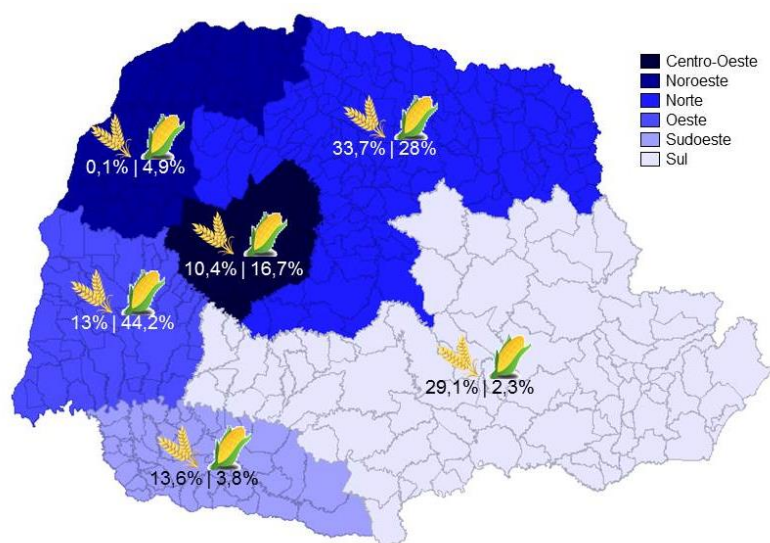 Centro-Oeste
Noroeste
Norte
Oeste
Sudoeste
Sul
33,7% | 28%
0,1% | 4,9%
10,4% | 16,7%
13% | 44,2%
29,1% | 2,3%
13,6% | 3,8%